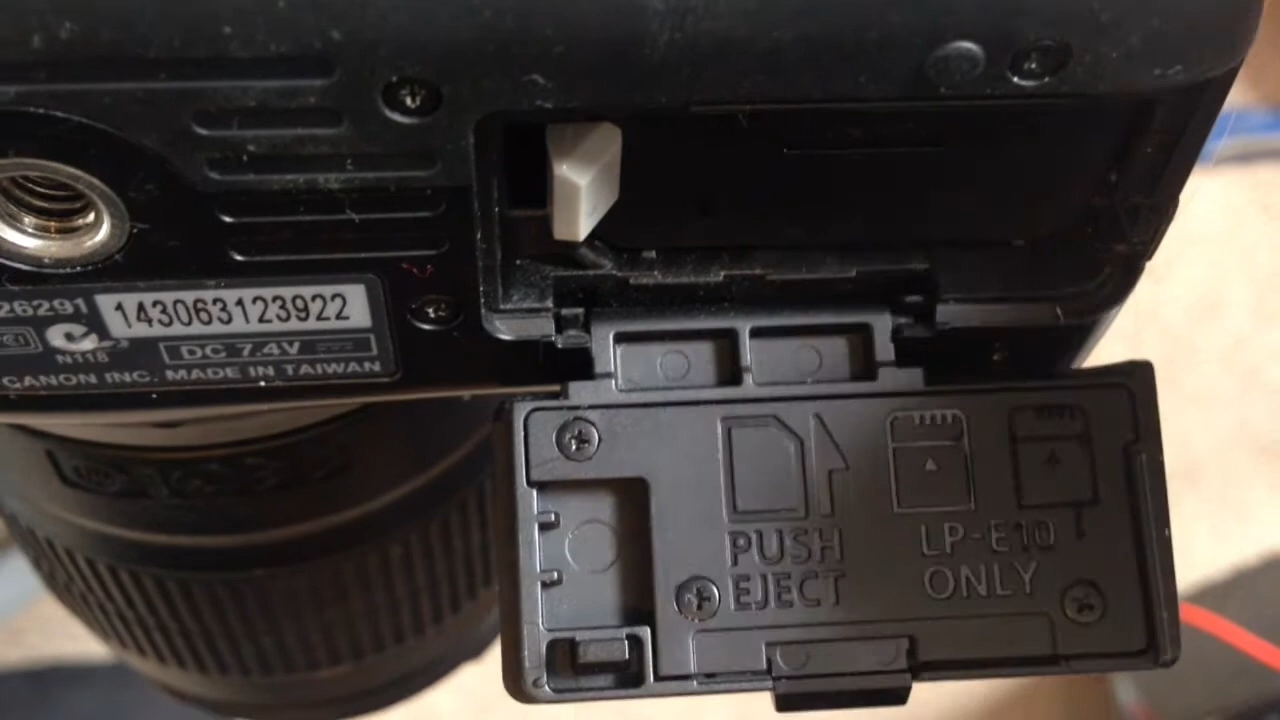 26291 143063123922
N118
DC 7.4V
CANON INC. MADE IN TAIWAN
PUSH
EJECT
LP-E10
ONLY